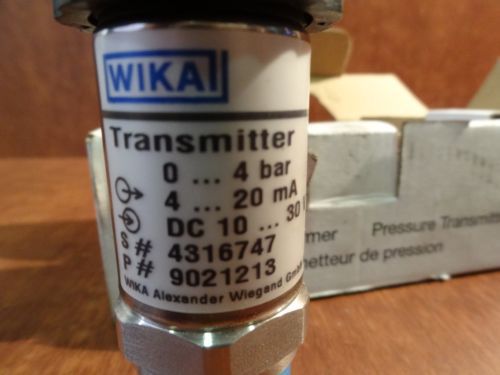 WIKA
Transmitter
0 ... 4 bar
4 ... 20 mA
DC 10 ... 30
S# 4316747
P# 9021213
WIKA Alexander Wiegand
Pressure
de pression